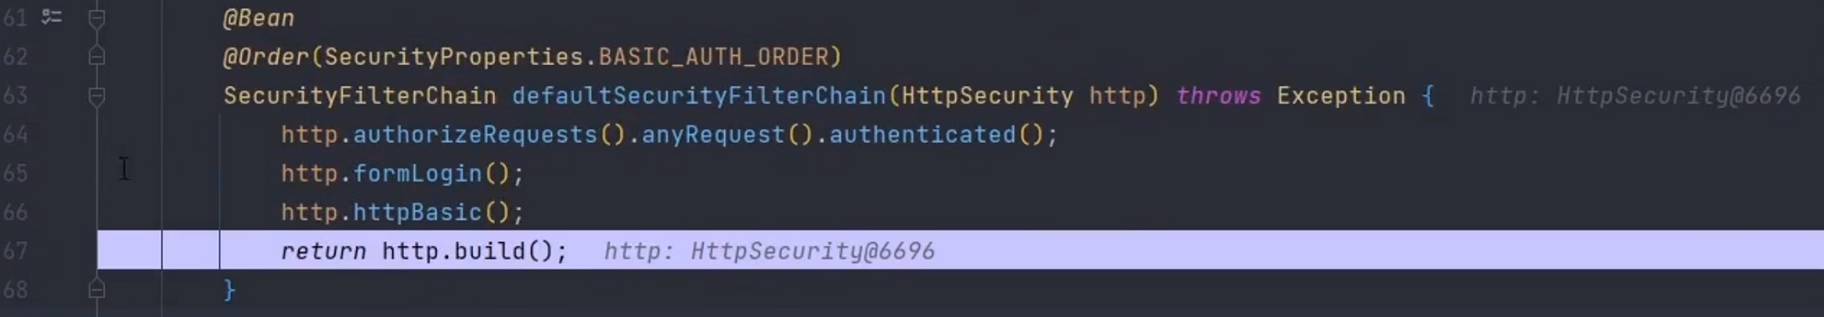 61 @Bean
62 @Order(SecurityProperties.BASIC_AUTH_ORDER)
63 SecurityFilterChain defaultSecurityFilterChain(HttpSecurity http) throws Exception { http: HttpSecurity@6696
64 http.authorizeRequests().anyRequest().authenticated();
65 http.formLogin();
66 http.httpBasic();
67 return http.build(); http: HttpSecurity@6696
68 }